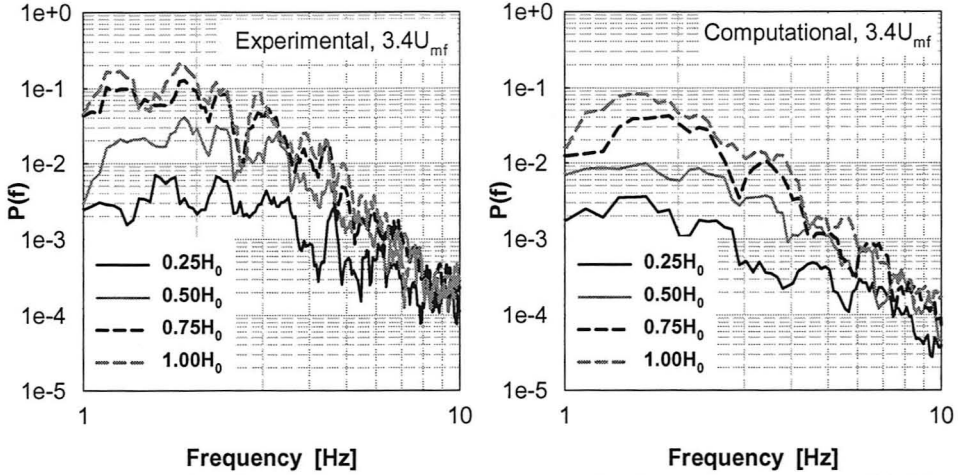 Experimental, 3.4U_mf
P(f)
1e+0
1e-1
1e-2
1e-3
1e-4
1e-5
0.25H_0
0.50H_0
0.75H_0
1.00H_0
1
10
Frequency [Hz]
Computational, 3.4U_mf
P(f)
1e+0
1e-1
1e-2
1e-3
1e-4
1e-5
0.25H_0
0.50H_0
0.75H_0
1.00H_0
1
10
Frequency [Hz]